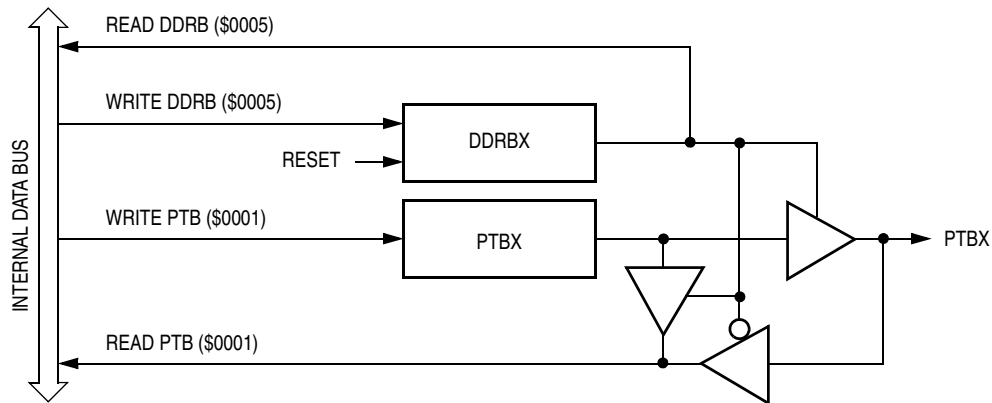 READ DDRB ($0005)
WRITE DDRB ($0005)
DDRBX
RESET
INTERNAL DATA BUS
WRITE PTB ($0001)
PTBX
PTBX
READ PTB ($0001)